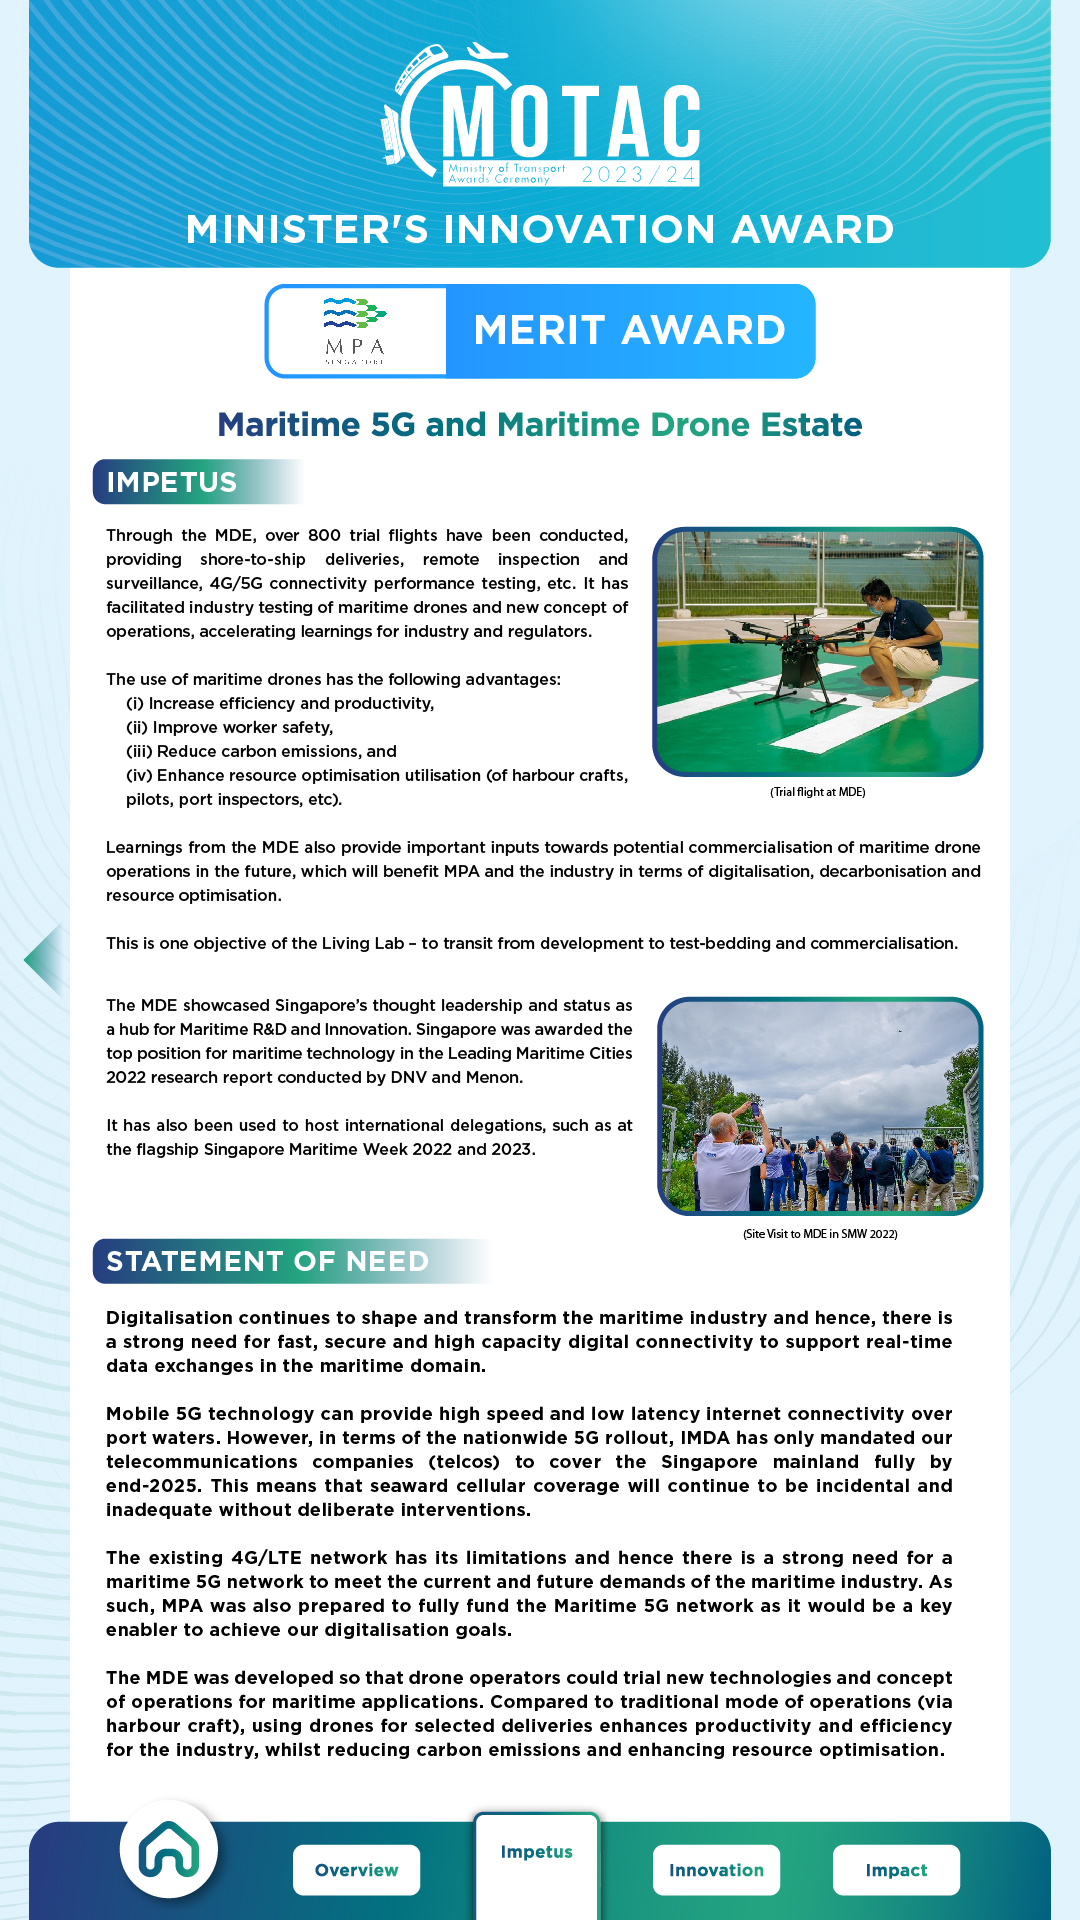 MOTAC
Ministry of Transport
Awards Ceremony
2023/24
MINISTER'S INNOVATION AWARD
MPA
SINGAPORE
MERIT AWARD
Maritime 5G and Maritime Drone Estate
IMPETUS
Through the MDE, over 800 trial flights have been conducted,
providing shore-to-ship deliveries, remote inspection and
surveillance, 4G/5G connectivity performance testing, etc. It has
facilitated industry testing of maritime drones and new concept of
operations, accelerating learnings for industry and regulators.
The use of maritime drones has the following advantages:
(i) Increase efficiency and productivity,
(ii) Improve worker safety,
(iii) Reduce carbon emissions, and
(iv) Enhance resource optimisation utilisation (of harbour crafts,
pilots, port inspectors, etc).
(Trial flight at MDE)
Learnings from the MDE also provide important inputs towards potential commercialisation of maritime drone
operations in the future, which will benefit MPA and the industry in terms of digitalisation, decarbonisation and
resource optimisation.
This is one objective of the Living Lab – to transit from development to test-bedding and commercialisation.
The MDE showcased Singapore’s thought leadership and status as
a hub for Maritime R&D and Innovation. Singapore was awarded the
top position for maritime technology in the Leading Maritime Cities
2022 research report conducted by DNV and Menon.
It has also been used to host international delegations, such as at
the flagship Singapore Maritime Week 2022 and 2023.
(Site Visit to MDE in SMW 2022)
STATEMENT OF NEED
Digitalisation continues to shape and transform the maritime industry and hence, there is
a strong need for fast, secure and high capacity digital connectivity to support real-time
data exchanges in the maritime domain.
Mobile 5G technology can provide high speed and low latency internet connectivity over
port waters. However, in terms of the nationwide 5G rollout, IMDA has only mandated our
telecommunications companies (telcos) to cover the Singapore mainland fully by
end-2025. This means that seaward cellular coverage will continue to be incidental and
inadequate without deliberate interventions.
The existing 4G/LTE network has its limitations and hence there is a strong need for a
maritime 5G network to meet the current and future demands of the maritime industry. As
such, MPA was also prepared to fully fund the Maritime 5G network as it would be a key
enabler to achieve our digitalisation goals.
The MDE was developed so that drone operators could trial new technologies and concept
of operations for maritime applications. Compared to traditional mode of operations (via
harbour craft), using drones for selected deliveries enhances productivity and efficiency
for the industry, whilst reducing carbon emissions and enhancing resource optimisation.
Overview
Impetus
Innovation
Impact